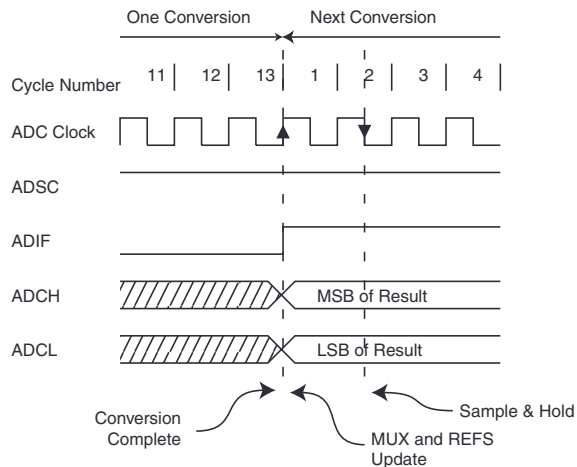 One Conversion Next Conversion
Cycle Number 11 12 13 1 2 3 4
ADC Clock
ADSC
ADIF
ADCH MSB of Result
ADCL LSB of Result
Sample & Hold
Conversion
Complete
MUX and REFS
Update